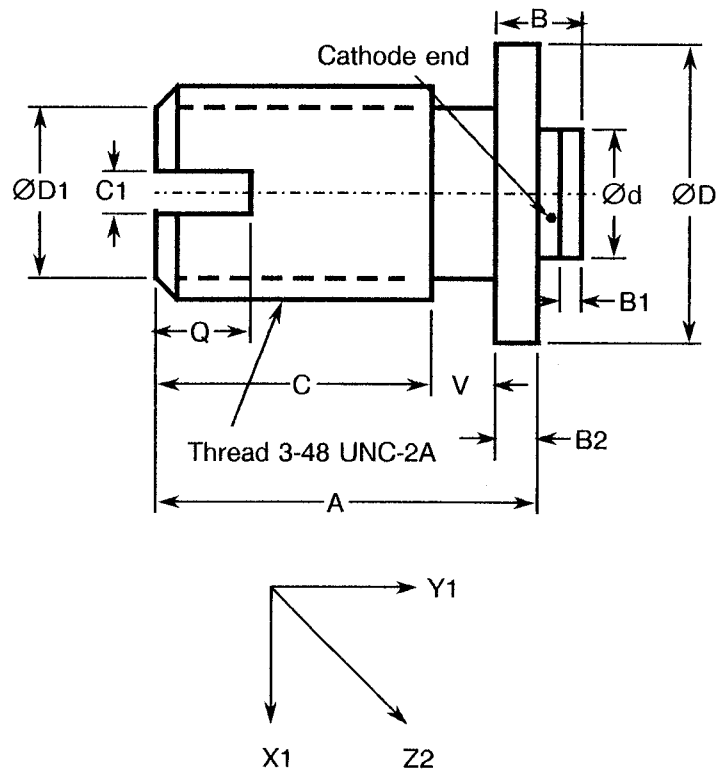 B
Cathode end
ØD1
C1
Ød
ØD
B1
Q
C
V
B2
Thread 3-48 UNC-2A
A
Y1
X1
Z2